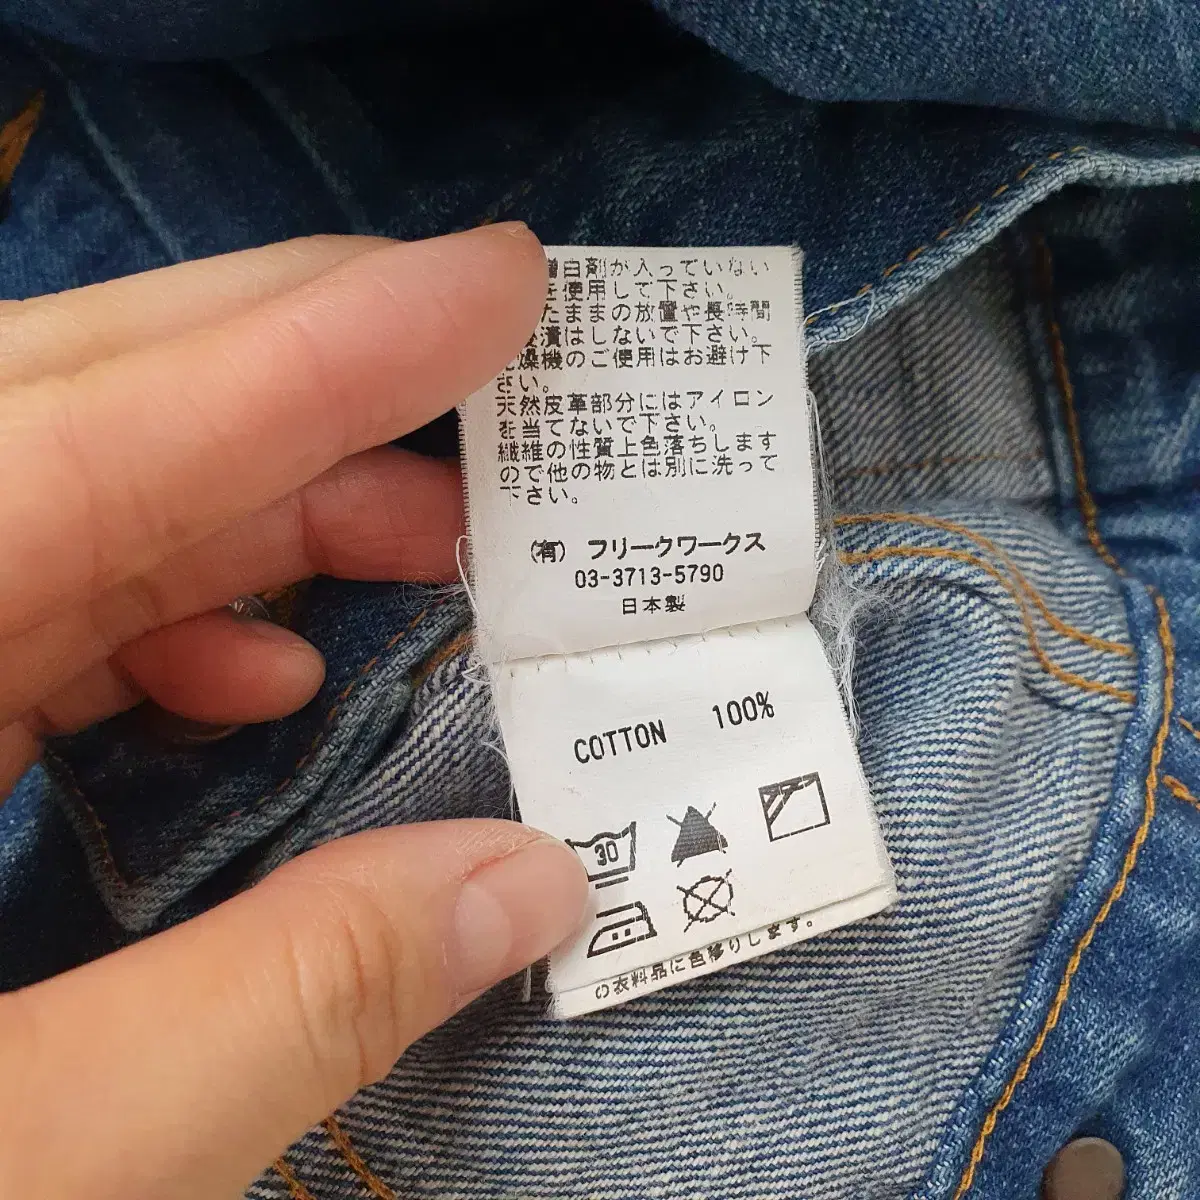 白剤が入っていない
を使用して下さい。
たままの放置や長時間
漬はしないで下さい。
燥機のご使用はお避け下
さい。
天然皮革部分にはアイロン
を当てないで下さい。
繊維の性質上色落ちします
ので他の物とは別に洗って
下さい。
(有) フリークワークス
03-3713-5790
日本製
COTTON 100%
30
の衣料品に色移りします。